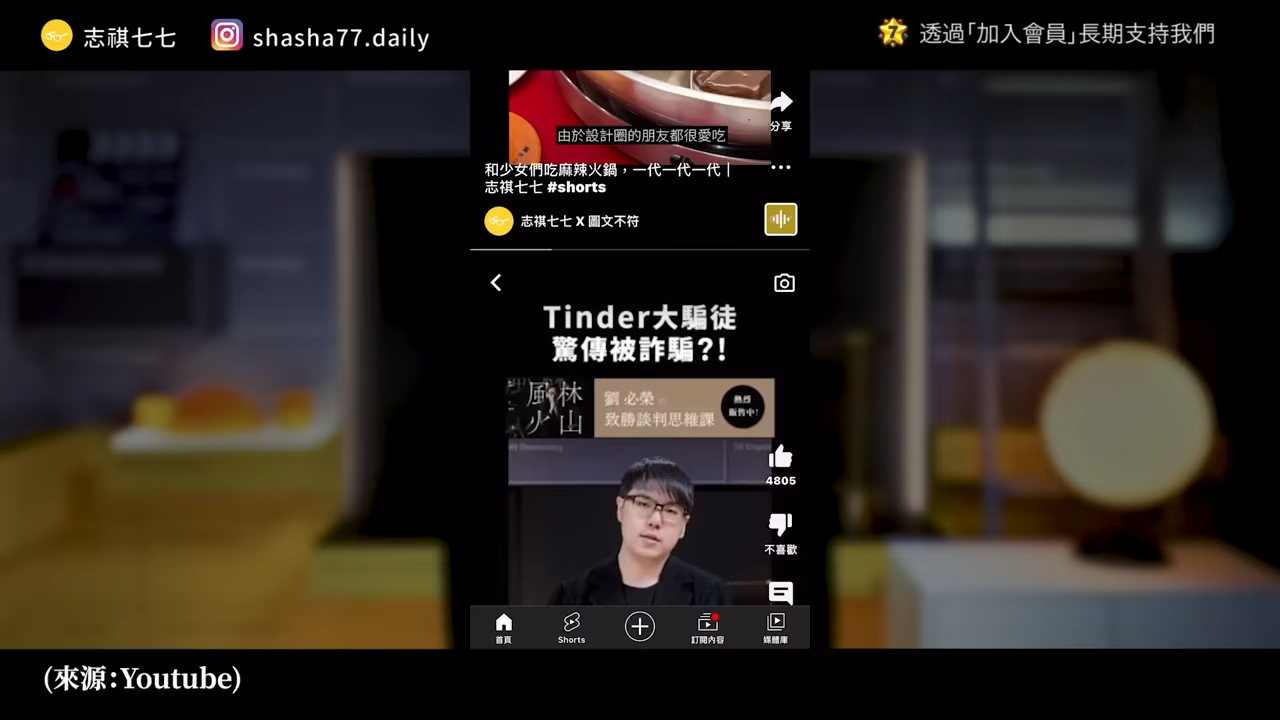 志祺七七
shasha77.daily
透過「加入會員」長期支持我們
由於設計圈的朋友都很愛吃
分享
和少女們吃麻辣火鍋，一代一代一代｜
志祺七七 #shorts
志祺七七 X 圖文不符
Tinder大騙徒
驚傳被詐騙?!
風林火山
劉必榮
致勝談判思維課
熱烈
販售中!
4805
不喜歡
首頁
Shorts
訂閱內容
媒體庫
(來源:Youtube)